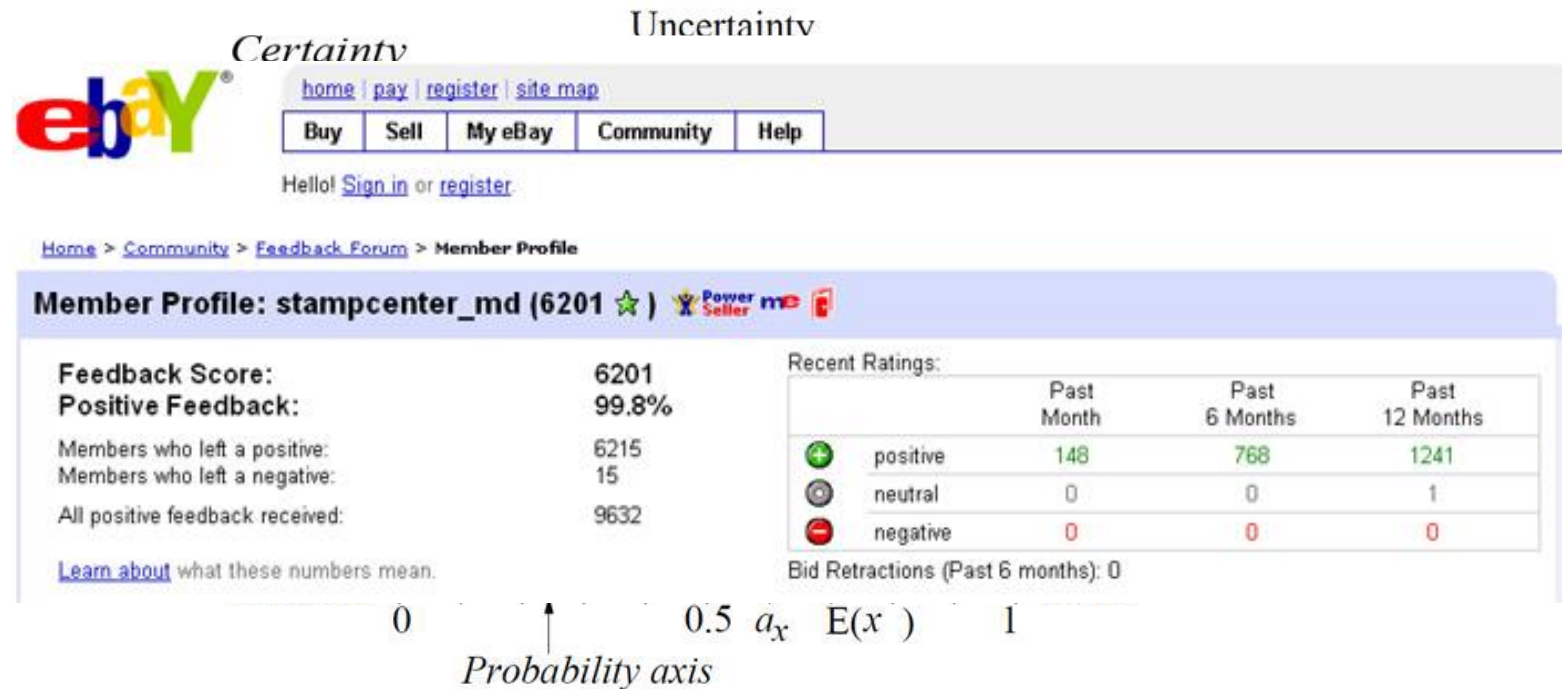 Uncertainty
Certainty
ebaY®
home | pay | register | site map
Buy Sell My eBay Community Help
Hello! Sign in or register.
Home > Community > Feedback Forum > Member Profile
Member Profile: stampcenter_md (6201 ) Power Seller me
Feedback Score: 6201
Positive Feedback: 99.8%
Members who left a positive: 6215
Members who left a negative: 15
All positive feedback received: 9632
Learn about what these numbers mean.
Recent Ratings:
Past Month Past 6 Months Past 12 Months
positive 148 768 1241
neutral 0 0 1
negative 0 0 0
Bid Retractions (Past 6 months): 0
0 0.5 ax E(x ) 1
Probability axis